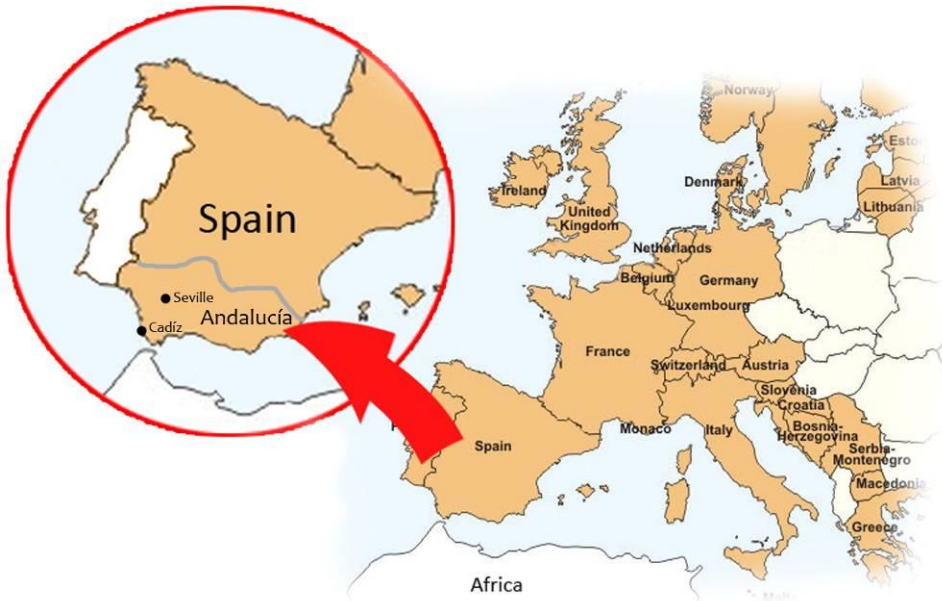 Spain
Seville
Andalucía
Cadíz
Norway
Ireland
United
Kingdom
Denmark
Latvia
Lithuania
Netherlands
Belgium
Germany
Luxembourg
France
Switzerland
Austria
Slovenia
Croatia
Bosnia-
Herzegovina
Serbia-
Montenegro
Monaco
Italy
Spain
Macedonia
Greece
Africa